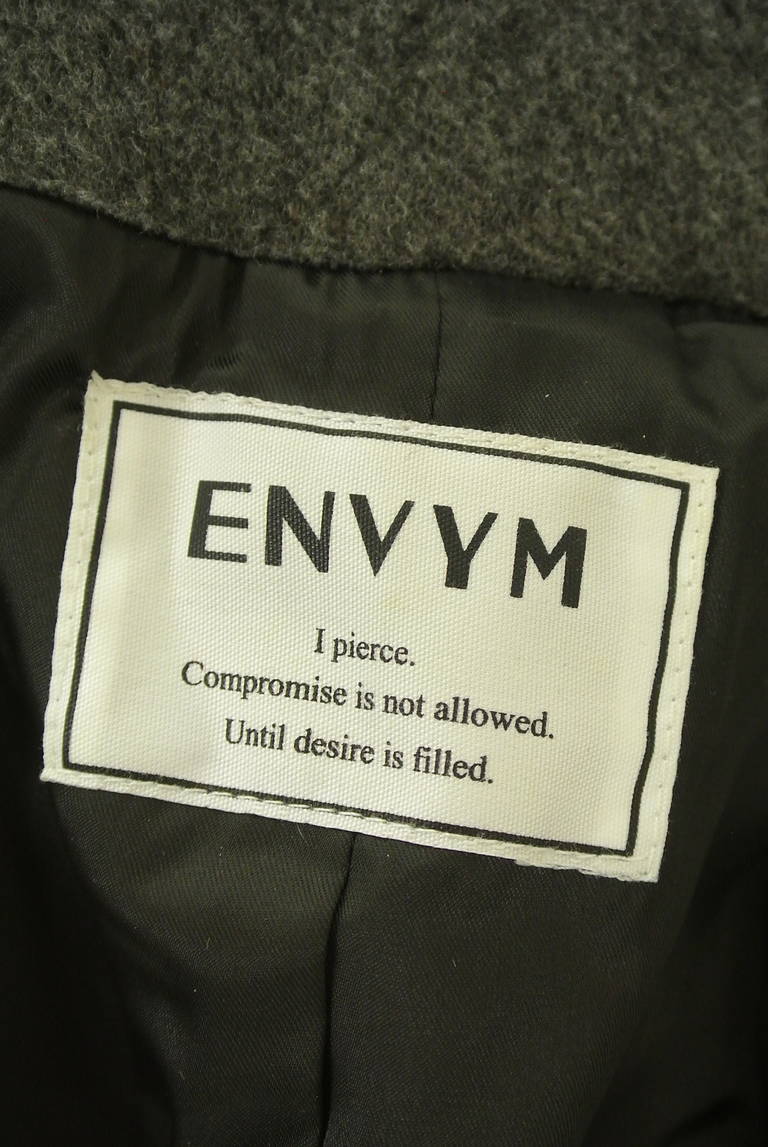 ENVYM
I pierce.
Compromise is not allowed.
Until desire is filled.